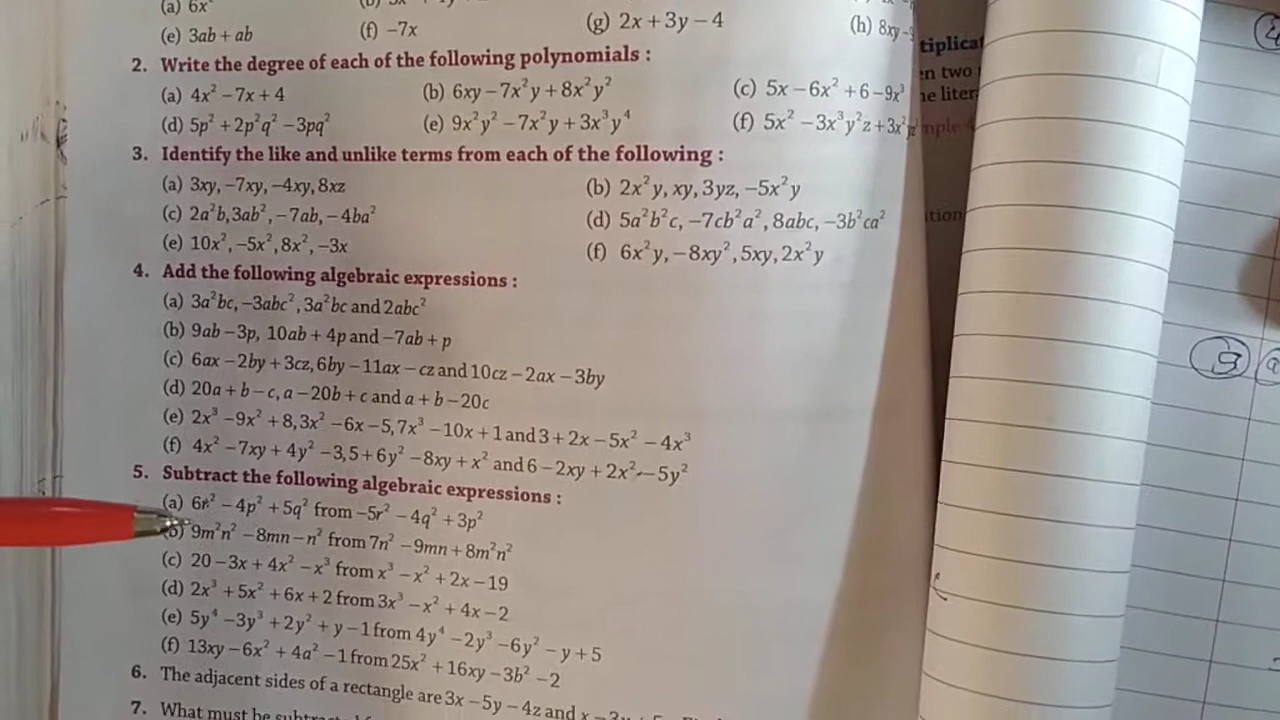 (a) 6x²
(e) 3ab + ab (f) −7x (g) 2x + 3y − 4 (h) 8xy −
2. Write the degree of each of the following polynomials :
(a) 4x² − 7x + 4 (b) 6xy − 7x²y + 8x²y² (c) 5x − 6x² + 6 − 9x³
(d) 5p² + 2p²q² − 3pq² (e) 9x²y² − 7x²y + 3x³y⁴ (f) 5x² − 3x³y²z + 3x²yz
3. Identify the like and unlike terms from each of the following :
(a) 3xy, −7xy, −4xy, 8xz (b) 2x²y, xy, 3yz, −5x²y
(c) 2a²b, 3ab², −7ab, −4ba² (d) 5a²b²c, −7cb²a², 8abc, −3b²ca²
(e) 10x², −5x², 8x², −3x (f) 6x²y, −8xy², 5xy, 2x²y
4. Add the following algebraic expressions :
(a) 3a²bc, −3abc², 3a²bc and 2abc²
(b) 9ab − 3p, 10ab + 4p and −7ab + p
(c) 6ax − 2by + 3cz, 6by − 11ax − cz and 10cz − 2ax − 3by
(d) 20a + b − c, a − 20b + c and a + b − 20c
(e) 2x³ − 9x² + 8, 3x² − 6x − 5, 7x³ − 10x + 1 and 3 + 2x − 5x² − 4x³
(f) 4x² − 7xy + 4y² − 3, 5 + 6y² − 8xy + x² and 6 − 2xy + 2x² − 5y²
5. Subtract the following algebraic expressions :
(a) 6r² − 4p² + 5q² from −5r² − 4q² + 3p²
(b) 9m²n² − 8mn − n² from 7n² − 9mn + 8m²n²
(c) 20 − 3x + 4x² − x³ from x³ − x² + 2x − 19
(d) 2x³ + 5x² + 6x + 2 from 3x³ − x² + 4x − 2
(e) 5y⁴ − 3y³ + 2y² + y − 1 from 4y⁴ − 2y³ − 6y² − y + 5
(f) 13xy − 6x² + 4a² − 1 from 25x² + 16xy − 3b² − 2
6. The adjacent sides of a rectangle are 3x − 5y − 4z and
7. What must be
tiplica
two
ition
9